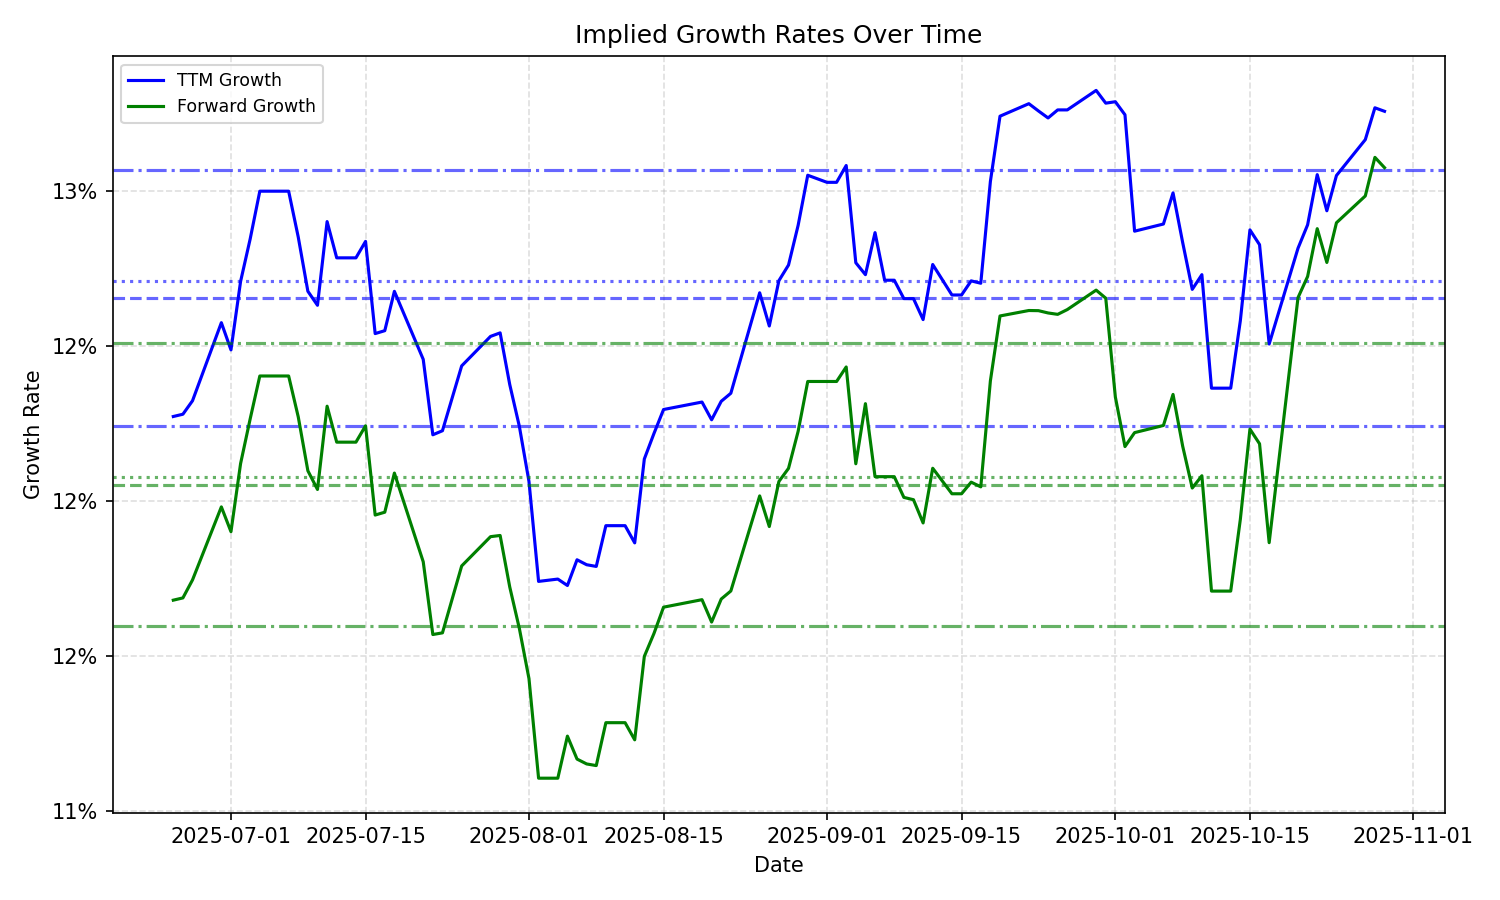 Implied Growth Rates Over Time
TTM Growth
Forward Growth
Growth Rate
13%
12%
12%
12%
11%
2025-07-01 2025-07-15 2025-08-01 2025-08-15 2025-09-01 2025-09-15 2025-10-01 2025-10-15 2025-11-01
Date